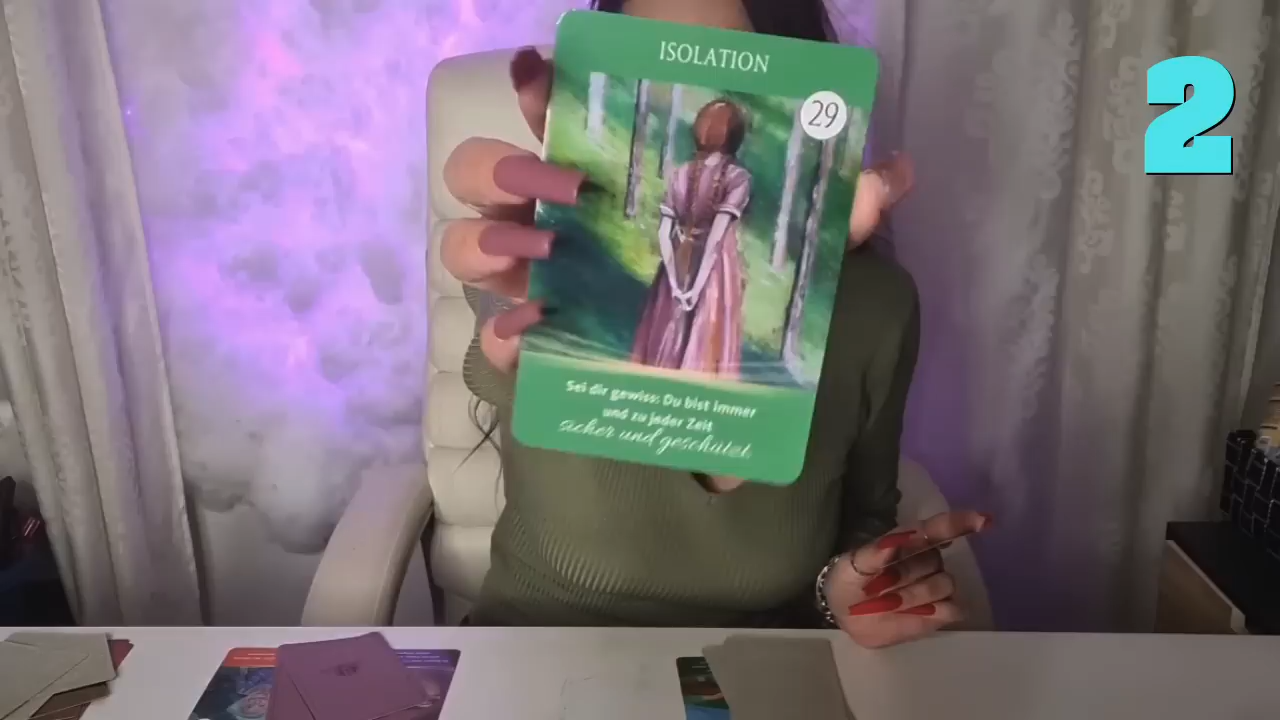 ISOLATION
29
2
Sei dir gewiss: Du bist immer
und zu jeder Zeit
sicher und geschützt